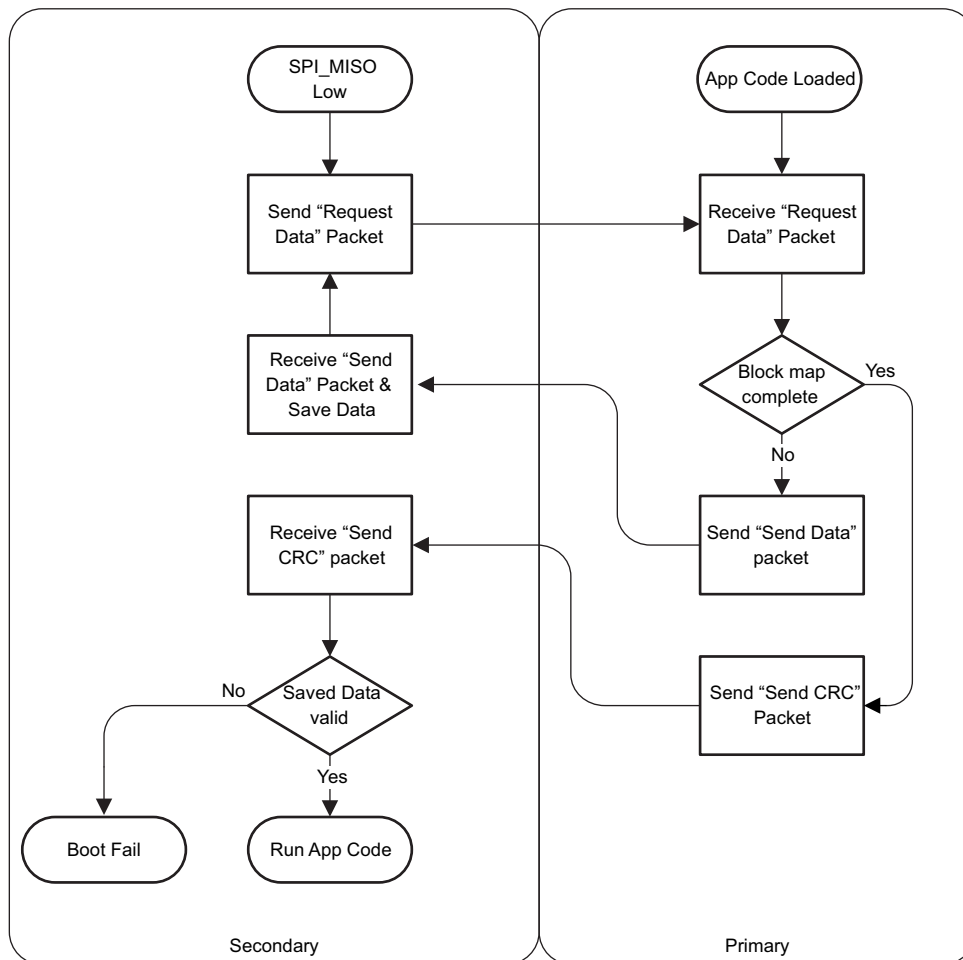 SPI_MISO
Low
App Code Loaded
Send “Request
Data” Packet
Receive “Request
Data” Packet
Receive “Send
Data” Packet &
Save Data
Block map
complete
Yes
No
Receive “Send
CRC” packet
Send “Send Data”
packet
Saved Data
valid
No
Yes
Send “Send CRC”
Packet
Boot Fail
Run App Code
Secondary
Primary